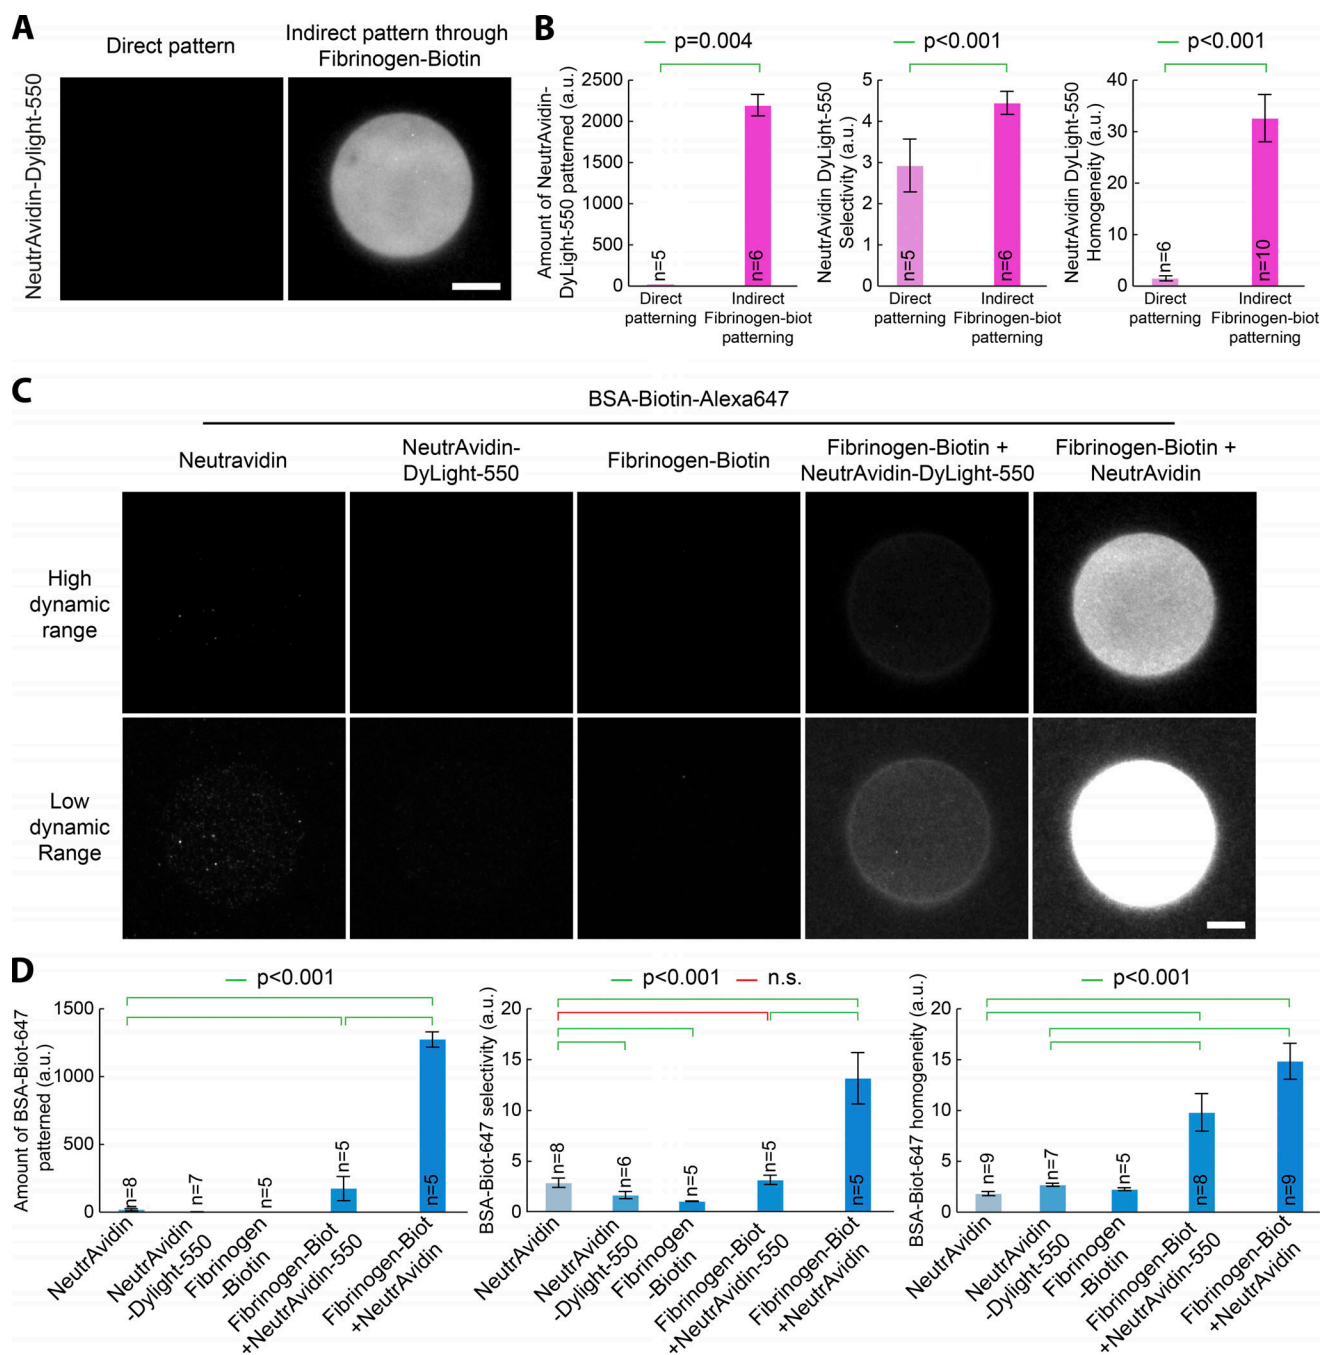 A
Direct pattern
Indirect pattern through
Fibrinogen-Biotin
NeutrAvidin-Dylight-550
B
p=0.004
Amount of NeutrAvidin-
DyLight-550 patterned (a.u.)
2500
2000
1500
1000
500
0
n=5
n=6
Direct
patterning
Indirect
Fibrinogen-biot
patterning
p<0.001
NeutrAvidin DyLight-550
Selectivity (a.u.)
5
4
3
2
1
0
n=5
n=6
Direct
patterning
Indirect
Fibrinogen-biot
patterning
p<0.001
NeutrAvidin DyLight-550
Homogeneity (a.u.)
40
30
20
10
0
n=6
n=10
Direct
patterning
Indirect
Fibrinogen-biot
patterning
C
BSA-Biotin-Alexa647
Neutravidin
NeutrAvidin-
DyLight-550
Fibrinogen-Biotin
Fibrinogen-Biotin +
NeutrAvidin-DyLight-550
Fibrinogen-Biotin +
NeutrAvidin
High
dynamic
range
Low
dynamic
Range
D
p<0.001
Amount of BSA-Biot-647
patterned (a.u.)
1500
1000
500
0
n=8
n=7
n=5
n=5
n=5
NeutrAvidin
NeutrAvidin
-Dylight-550
Fibrinogen
-Biotin
Fibrinogen-Biot
+NeutrAvidin-550
Fibrinogen-Biot
+NeutrAvidin
p<0.001
n.s.
BSA-Biot-647 selectivity (a.u.)
20
15
10
5
0
n=8
n=6
n=5
n=5
n=5
NeutrAvidin
NeutrAvidin
-Dylight-550
Fibrinogen
-Biotin
Fibrinogen-Biot
+NeutrAvidin-550
Fibrinogen-Biot
+NeutrAvidin
p<0.001
BSA-Biot-647 homogeneity (a.u.)
20
15
10
5
0
n=9
n=7
n=5
n=8
n=9
NeutrAvidin
NeutrAvidin
-Dylight-550
Fibrinogen
-Biotin
Fibrinogen-Biot
+NeutrAvidin-550
Fibrinogen-Biot
+NeutrAvidin